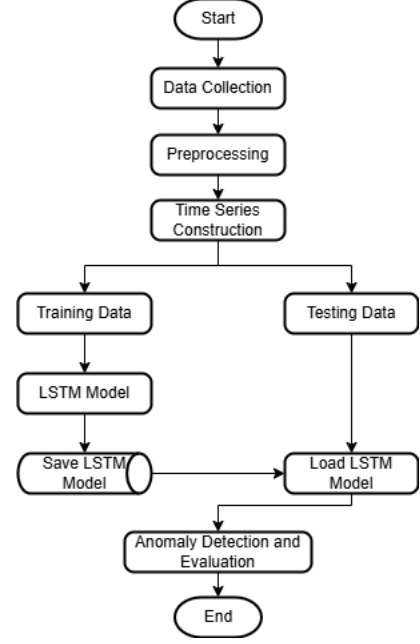 Start
Data Collection
Preprocessing
Time Series
Construction
Training Data
Testing Data
LSTM Model
Save LSTM
Model
Load LSTM
Model
Anomaly Detection and
Evaluation
End